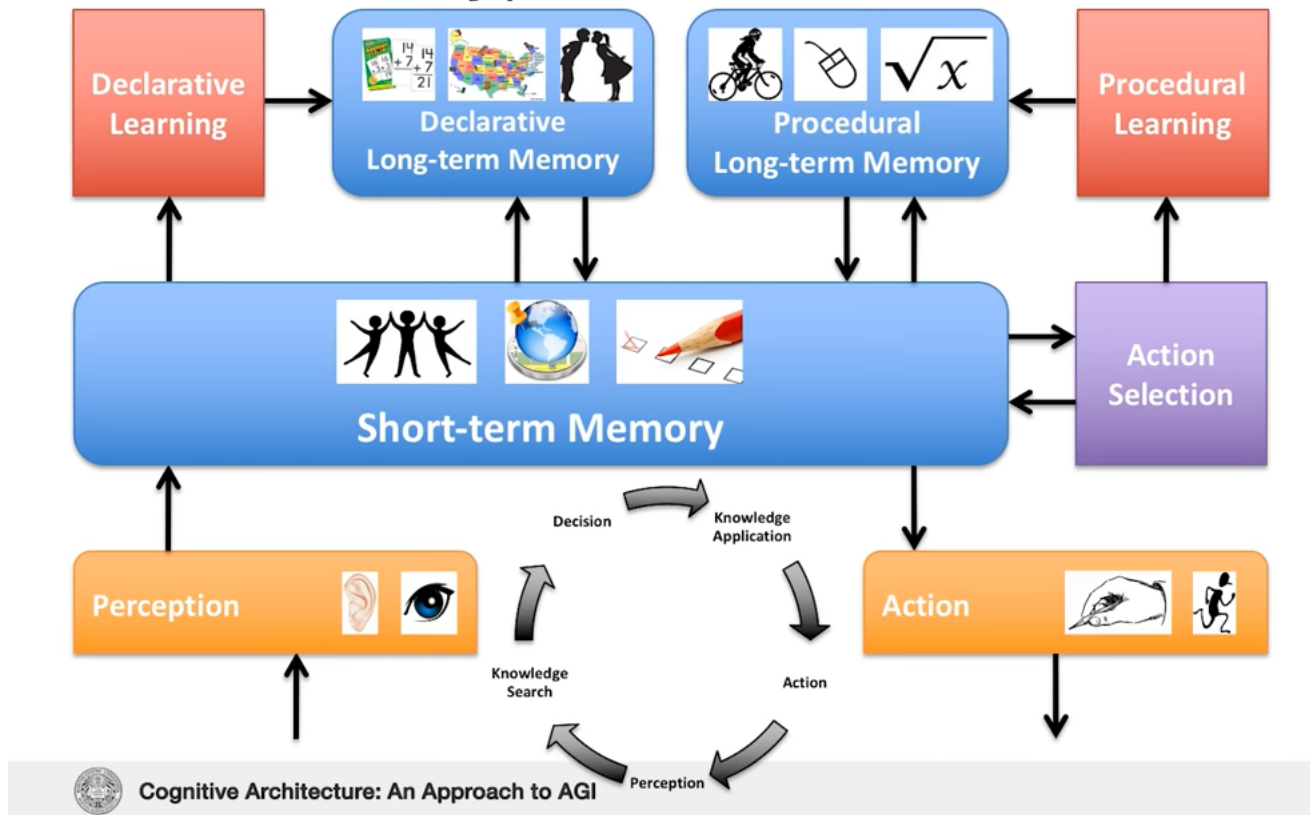 14
+ 7
14
+ 7
21
√x
Declarative
Learning
Declarative
Long-term Memory
Procedural
Long-term Memory
Procedural
Learning
Short-term Memory
Action
Selection
Decision
Knowledge
Application
Perception
Action
Knowledge
Search
Action
Perception
Cognitive Architecture: An Approach to AGI